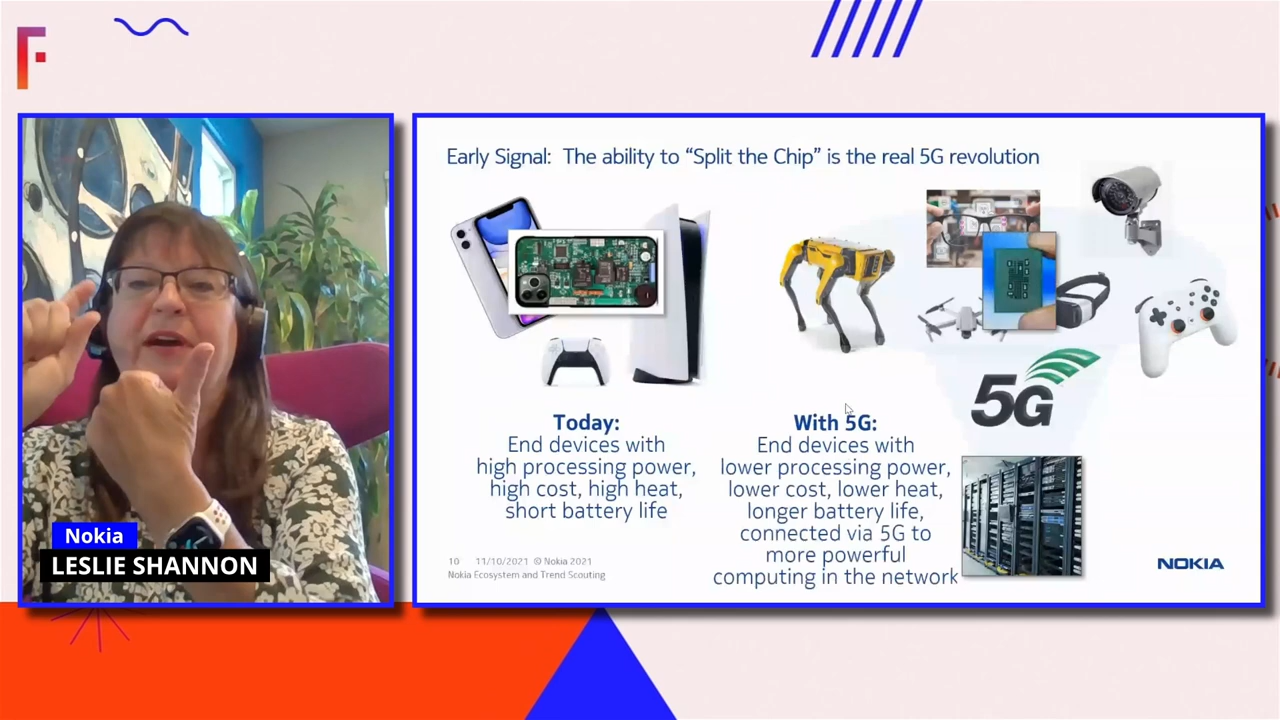 F
Nokia
LESLIE SHANNON
Early Signal: The ability to “Split the Chip” is the real 5G revolution
5G
Today:
End devices with
high processing power,
high cost, high heat,
short battery life
With 5G:
End devices with
lower processing power,
lower cost, lower heat,
longer battery life,
connected via 5G to
more powerful
computing in the network
10 11/10/2021 © Nokia 2021
Nokia Ecosystem and Trend Scouting
NOKIA